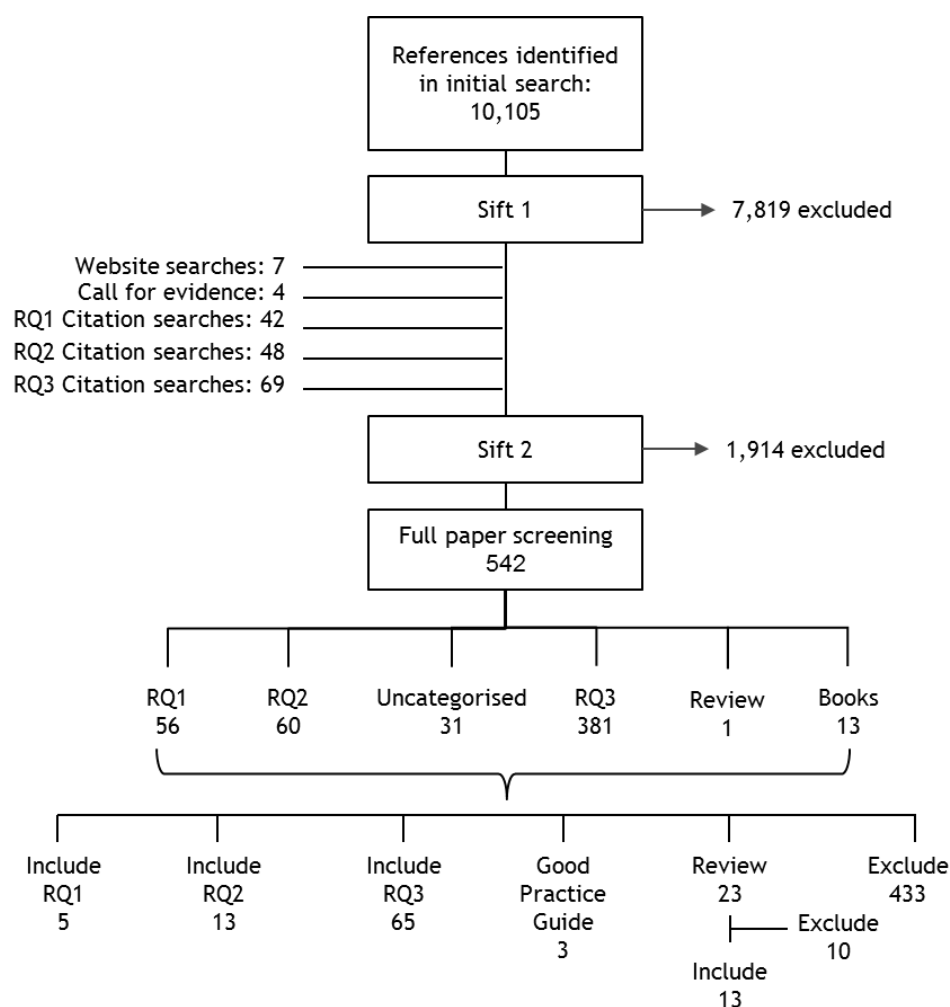 References identified
in initial search:
10,105
Sift 1
7,819 excluded
Website searches: 7
Call for evidence: 4
RQ1 Citation searches: 42
RQ2 Citation searches: 48
RQ3 Citation searches: 69
Sift 2
1,914 excluded
Full paper screening
542
RQ1
56
RQ2
60
Uncategorised
31
RQ3
381
Review
1
Books
13
Include
RQ1
5
Include
RQ2
13
Include
RQ3
65
Good
Practice
Guide
3
Review
23
Exclude
433
Exclude
10
Include
13